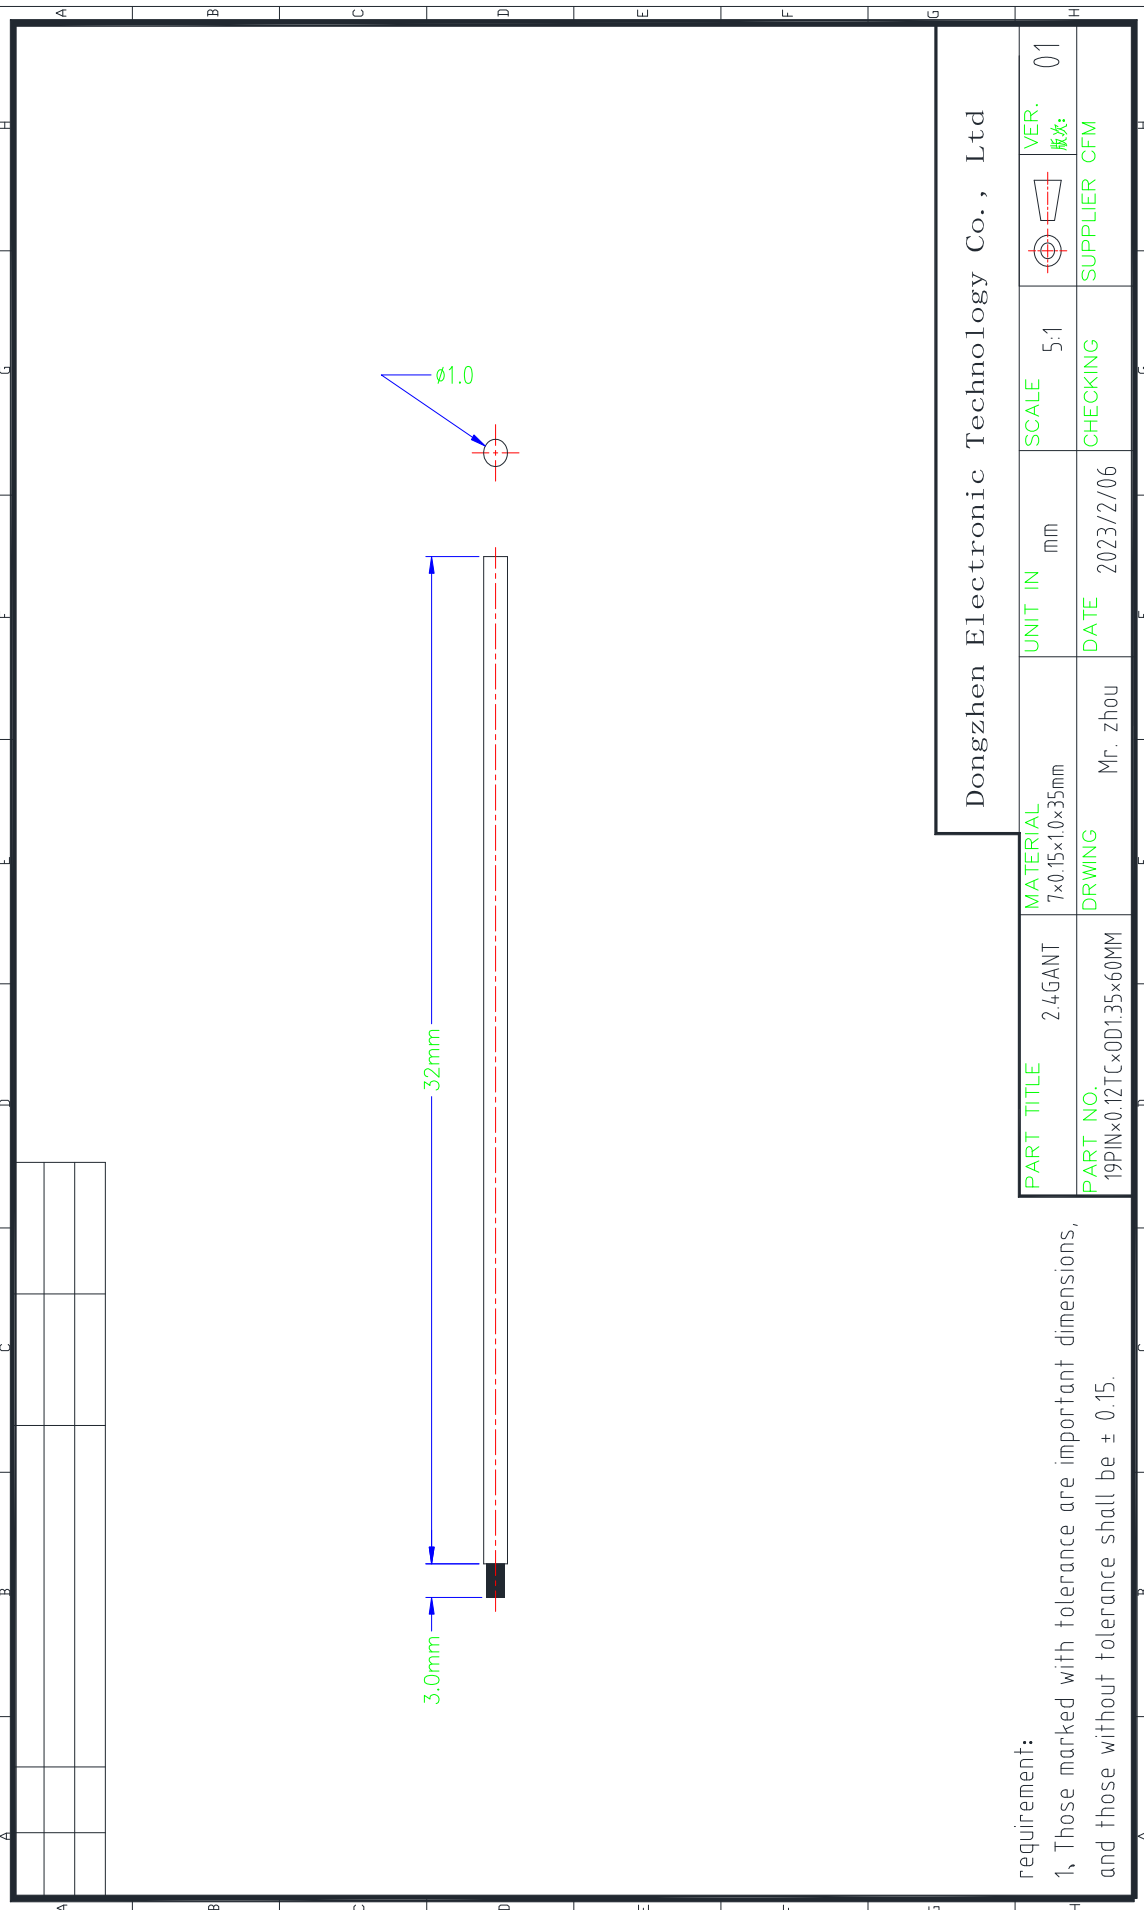 A B C D E F G H
H G F E D C B A
⌀1.0
32mm
3.0mm
requirement:
1、Those marked with tolerance are important dimensions,
and those without tolerance shall be ± 0.15.
Dongzhen Electronic Technology Co., Ltd
PART TITLE
2.4GANT
MATERIAL
7×0.15×1.0×35mm
UNIT IN
mm
SCALE
5:1
VER.
版次:
01
PART NO.
19PIN×0.12TC×OD1.35×60MM
DRWING
Mr. zhou
DATE
2023/2/06
CHECKING
SUPPLIER CFM
A B C D E F G H
A B C D E F G H